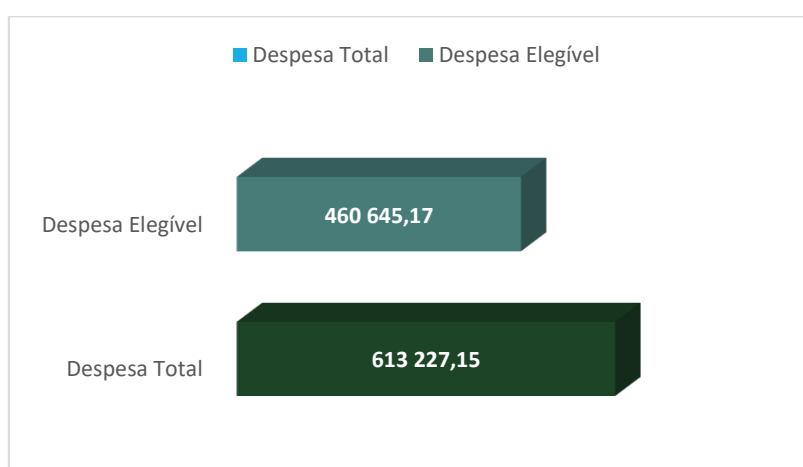 Despesa Total Despesa Elegível
Despesa Elegível 460 645,17
Despesa Total 613 227,15